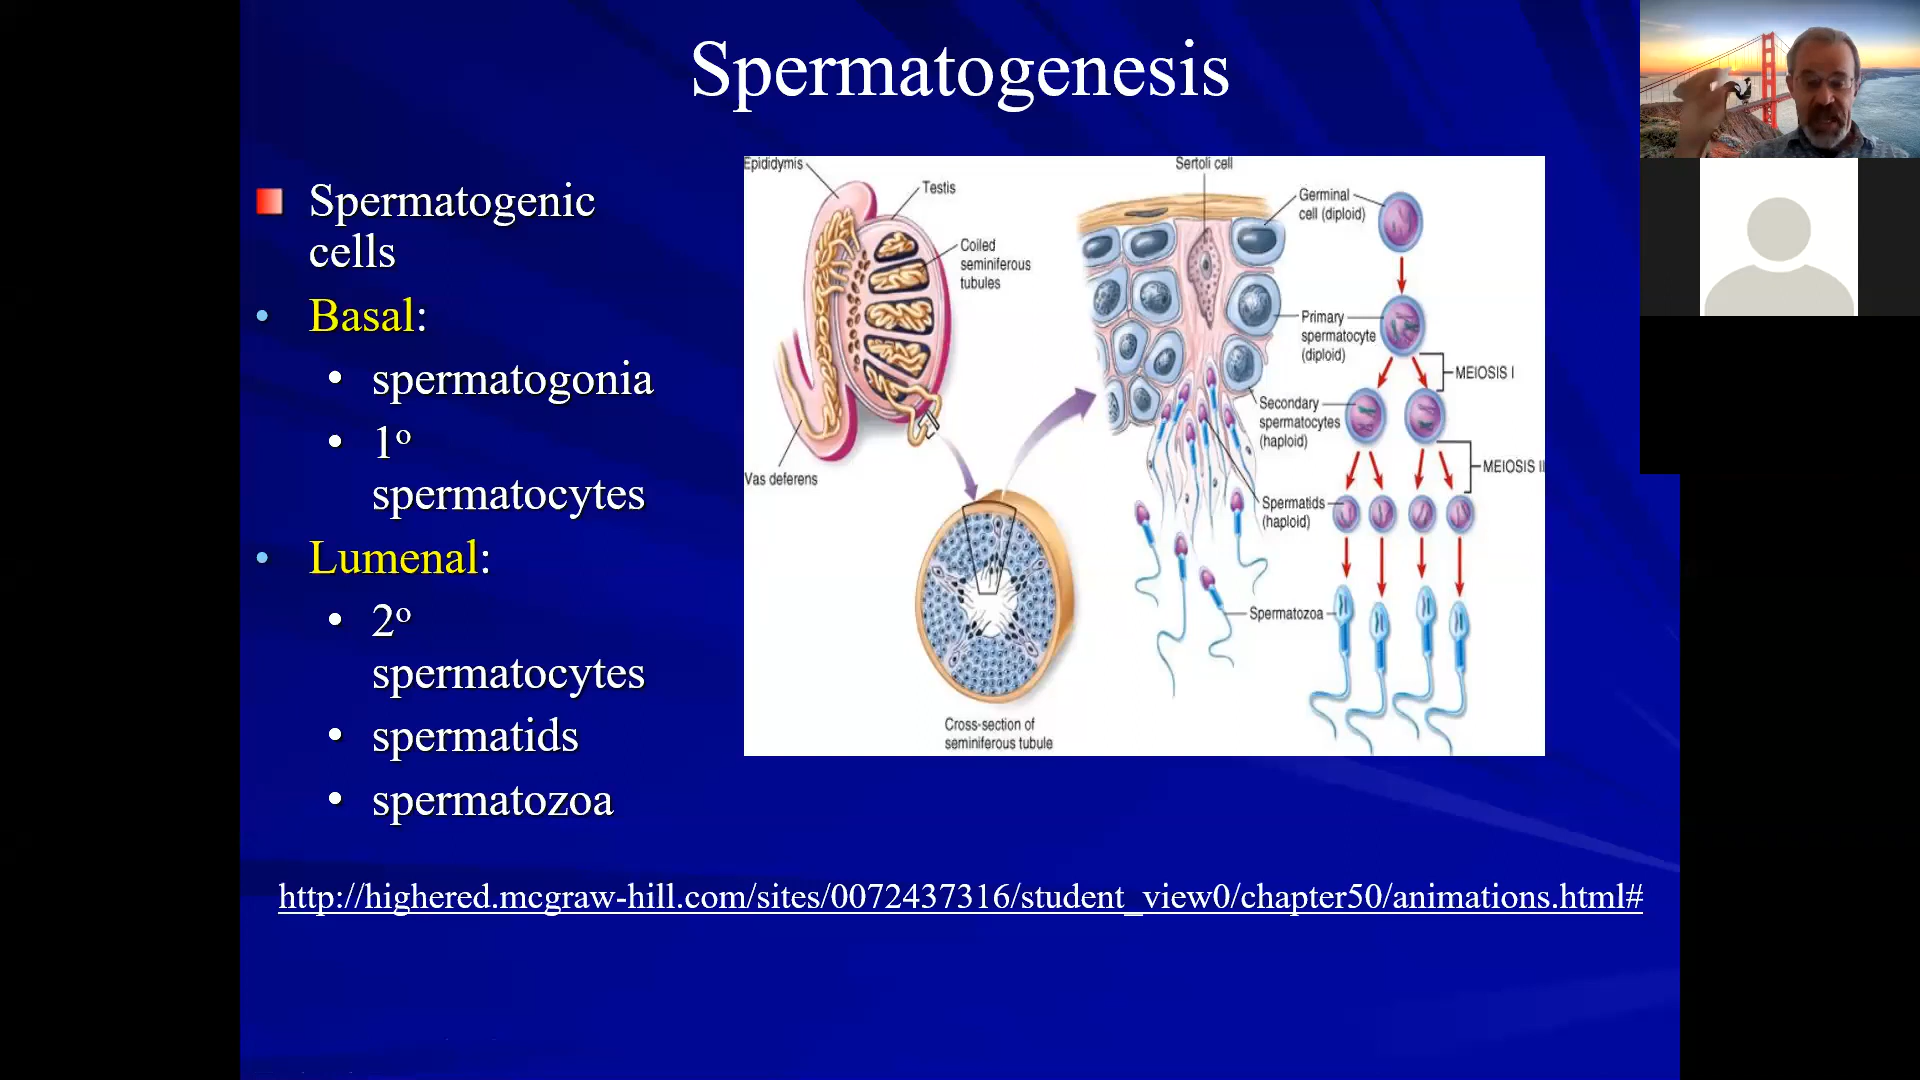 Spermatogenesis
Spermatogenic
cells
Basal:
spermatogonia
1o
spermatocytes
Lumenal:
2o
spermatocytes
spermatids
spermatozoa
Epididymis
Testis
Coiled
seminiferous
tubules
Vas deferens
Cross-section of
seminiferous tubule
Sertoli cell
Germinal
cell (diploid)
Primary
spermatocyte
(diploid)
MEIOSIS I
Secondary
spermatocytes
(haploid)
MEIOSIS II
Spermatids
(haploid)
Spermatozoa
http://highered.mcgraw-hill.com/sites/0072437316/student_view0/chapter50/animations.html#